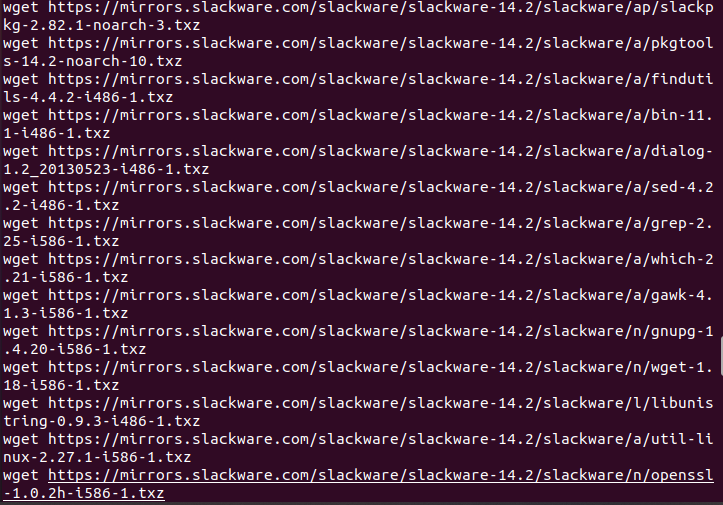 wget https://mirrors.slackware.com/slackware/slackware-14.2/slackware/ap/slackp
kg-2.82.1-noarch-3.txz
wget https://mirrors.slackware.com/slackware/slackware-14.2/slackware/a/pkgtool
s-14.2-noarch-10.txz
wget https://mirrors.slackware.com/slackware/slackware-14.2/slackware/a/finduti
ls-4.4.2-i486-1.txz
wget https://mirrors.slackware.com/slackware/slackware-14.2/slackware/a/bin-11.
1-i486-1.txz
wget https://mirrors.slackware.com/slackware/slackware-14.2/slackware/a/dialog-
1.2_20130523-i486-1.txz
wget https://mirrors.slackware.com/slackware/slackware-14.2/slackware/a/sed-4.2
.2-i486-1.txz
wget https://mirrors.slackware.com/slackware/slackware-14.2/slackware/a/grep-2.
25-i586-1.txz
wget https://mirrors.slackware.com/slackware/slackware-14.2/slackware/a/which-2
.21-i586-1.txz
wget https://mirrors.slackware.com/slackware/slackware-14.2/slackware/a/gawk-4.
1.3-i586-1.txz
wget https://mirrors.slackware.com/slackware/slackware-14.2/slackware/n/gnupg-1
.4.20-i586-1.txz
wget https://mirrors.slackware.com/slackware/slackware-14.2/slackware/n/wget-1.
18-i586-1.txz
wget https://mirrors.slackware.com/slackware/slackware-14.2/slackware/l/libunis
tring-0.9.3-i486-1.txz
wget https://mirrors.slackware.com/slackware/slackware-14.2/slackware/a/util-li
nux-2.27.1-i586-1.txz
wget https://mirrors.slackware.com/slackware/slackware-14.2/slackware/n/openssl
-1.0.2h-i586-1.txz